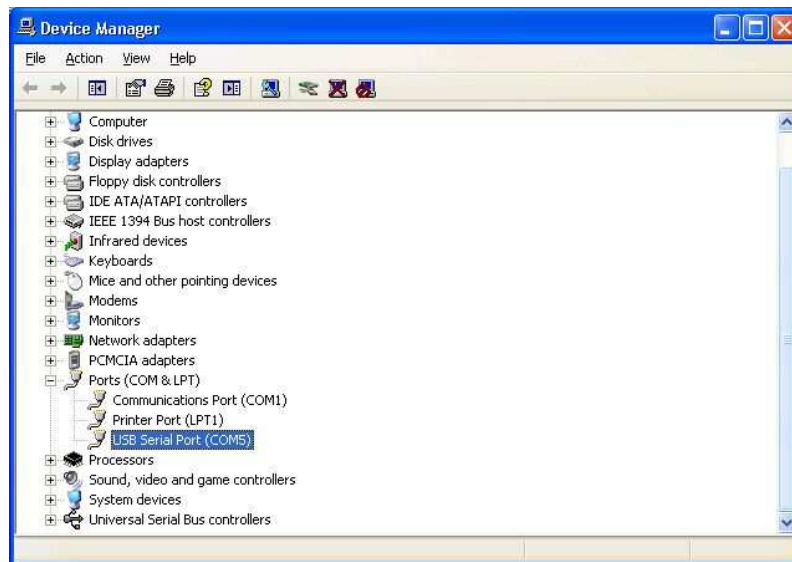 Device Manager
File Action View Help
Computer
Disk drives
Display adapters
Floppy disk controllers
IDE ATA/ATAPI controllers
IEEE 1394 Bus host controllers
Infrared devices
Keyboards
Mice and other pointing devices
Modems
Monitors
Network adapters
PCMCIA adapters
Ports (COM & LPT)
Communications Port (COM1)
Printer Port (LPT1)
USB Serial Port (COM5)
Processors
Sound, video and game controllers
System devices
Universal Serial Bus controllers